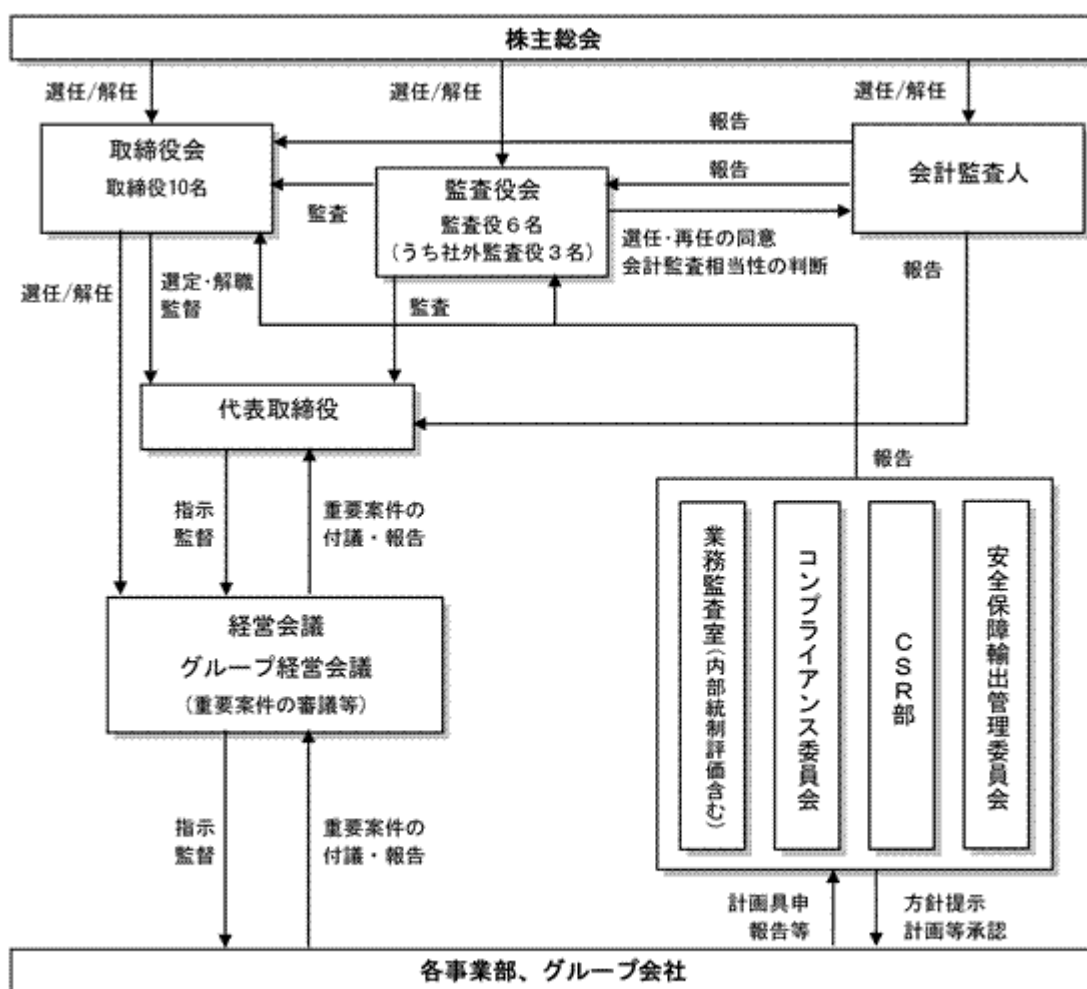 株主総会
選任/解任
選任/解任
選任/解任
取締役会
取締役10名
報告
会計監査人
監査役会
監査役6名
(うち社外監査役3名)
報告
監査
選任・再任の同意
会計監査相当性の判断
選任/解任
選定・解職
監督
監査
報告
代表取締役
報告
指示
監督
重要案件の
付議・報告
経営会議
グループ経営会議
(重要案件の審議等)
業務監査室(内部統制評価含む)
コンプライアンス委員会
CSR部
安全保障輸出管理委員会
指示
監督
重要案件の
付議・報告
計画具申
報告等
方針提示
計画等承認
各事業部、グループ会社